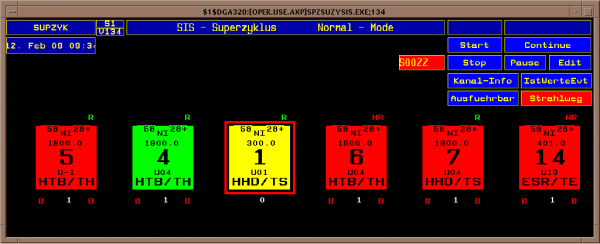 $1$DGA320:[OPER.USE.AXP]SPZSUZYSIS.EXE;134
SUPZYK S1 SIS - Superzyklus Normal - Mode
V134
12. Feb 09 09:34
Start Continue
SOQZZ Stop Pause Edit
Kanal-Info IstWerteEvt
Ausfuehrbar Strahlweg
R R R NR NR R
58 28+ 58 28+ 58 28+ 58 28+ 58 28+ 58 28+
NI NI NI NI NI NI
1800.0 1800.0 300.0 1800.0 1800.0 401.0
5 4 1 6 7 14
U-1 U04 U01 U04 U04 U13
HTB/TH HTB/TH HHD/TS HTB/TH HHD/TS ESR/TE
0 1 0 0 1 0 0 0 1 0 0 1 0 0 1 0